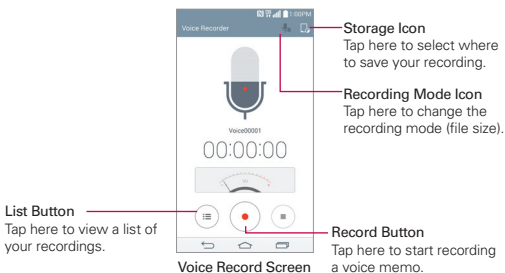 1:00PM
Voice Recorder
Storage Icon
Tap here to select where
to save your recording.
Recording Mode Icon
Tap here to change the
recording mode (file size).
Voice00001
00:00:00
List Button
Tap here to view a list of
your recordings.
Record Button
Tap here to start recording
a voice memo.
Voice Record Screen